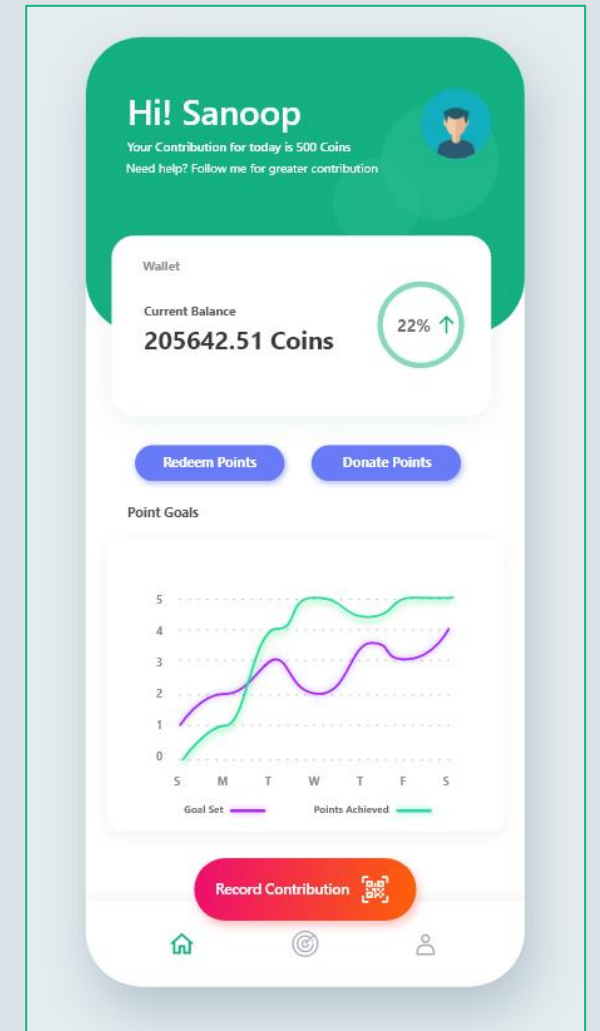 Hi! Sanoop
Your Contribution for today is 500 Coins
Need help? Follow me for greater contribution
Wallet
Current Balance
205642.51 Coins
22%
Redeem Points
Donate Points
Point Goals
5
4
3
2
1
0
S M T W T F S
Goal Set
Points Achieved
Record Contribution